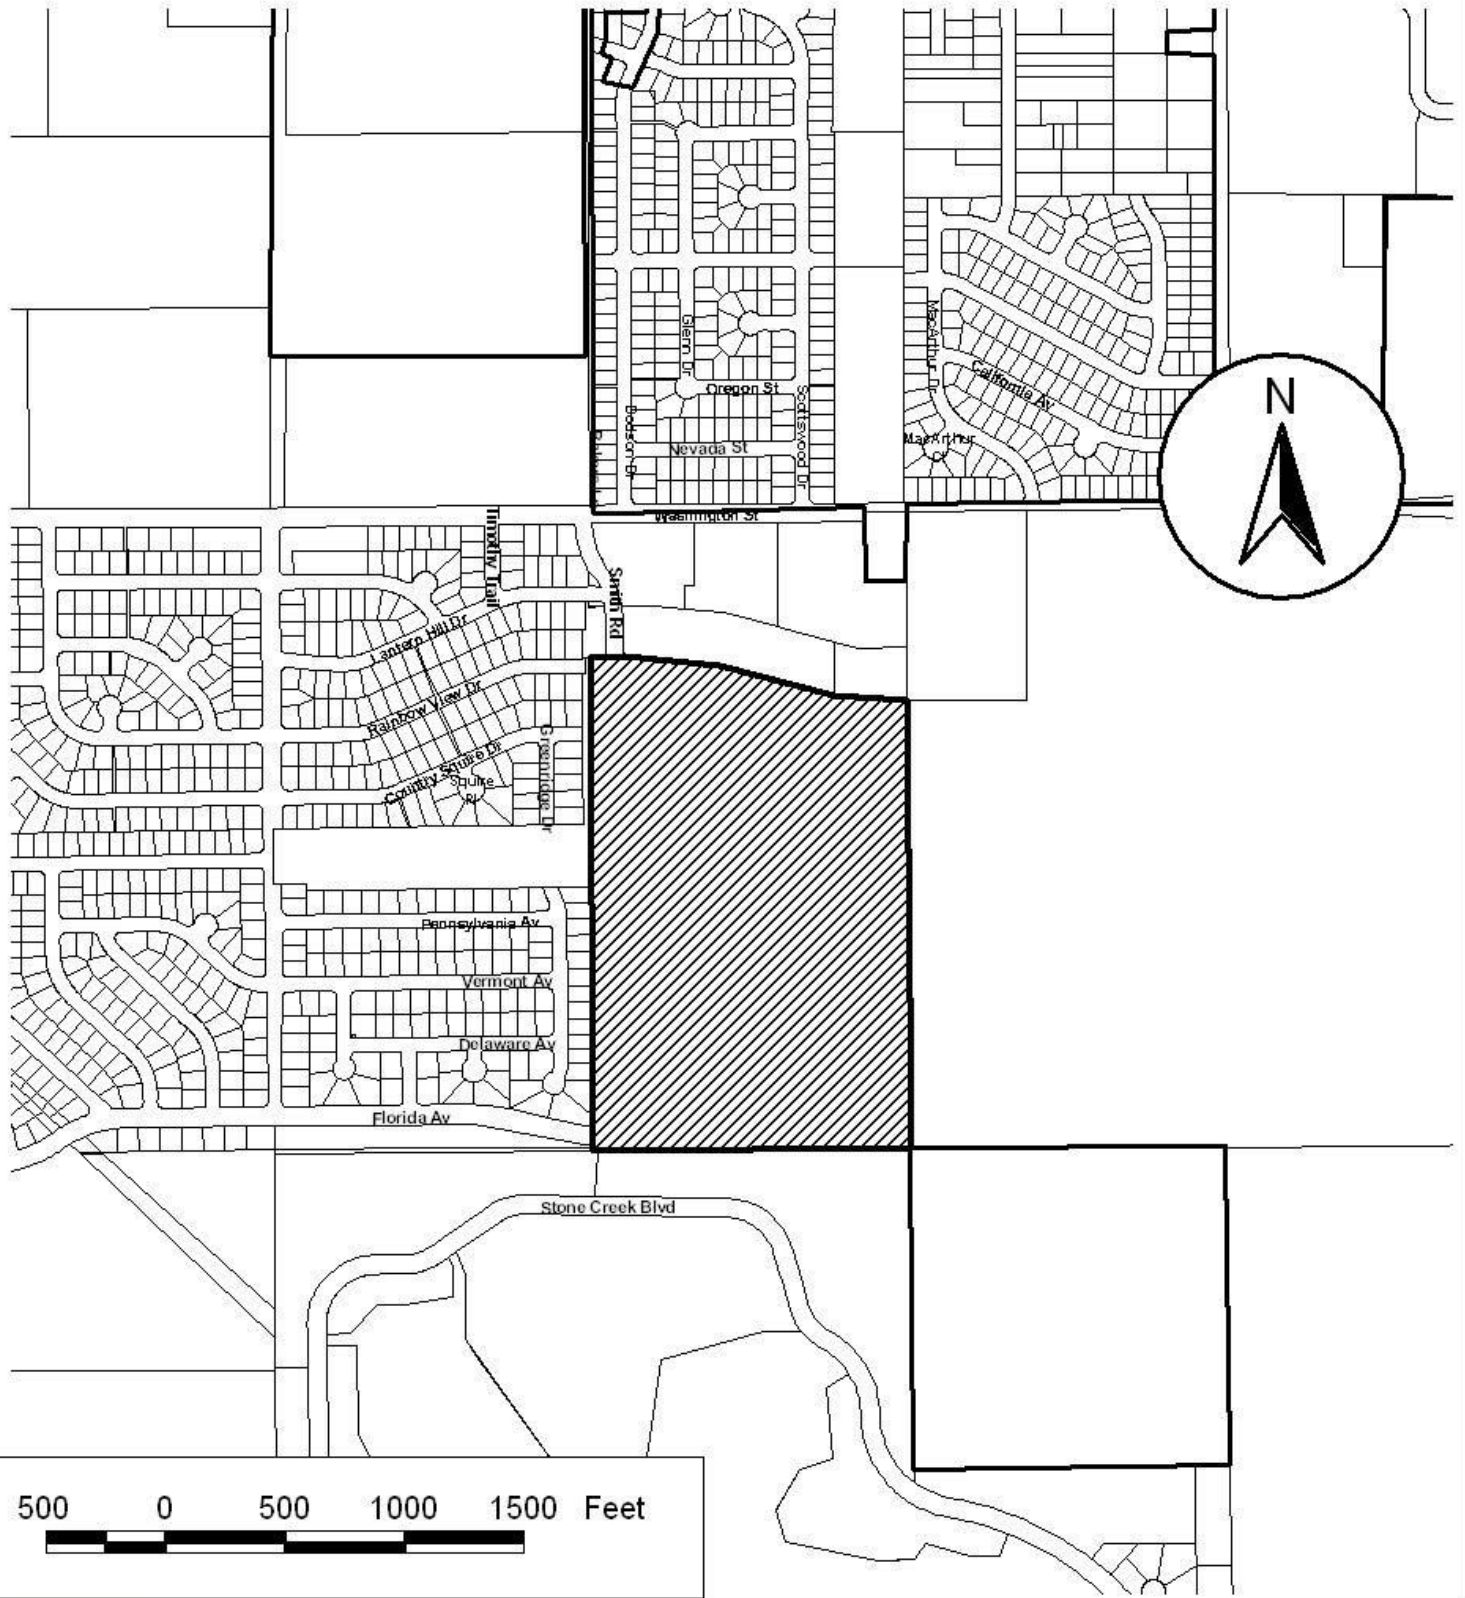 N
Glenn Dr
MacArthur Dr
California Av
Oregon St
Scottswood Dr
Dodson Dr
MacArthur
Ct
Nevada St
Washington St
Timothy Trail
Smith Rd
Lantern Hill Dr
Rainbow View Dr
Greenridge Dr
Country Squire Dr
Squire
Pl
Pennsylvania Av
Vermont Av
Delaware Av
Florida Av
Stone Creek Blvd
500 0 500 1000 1500 Feet